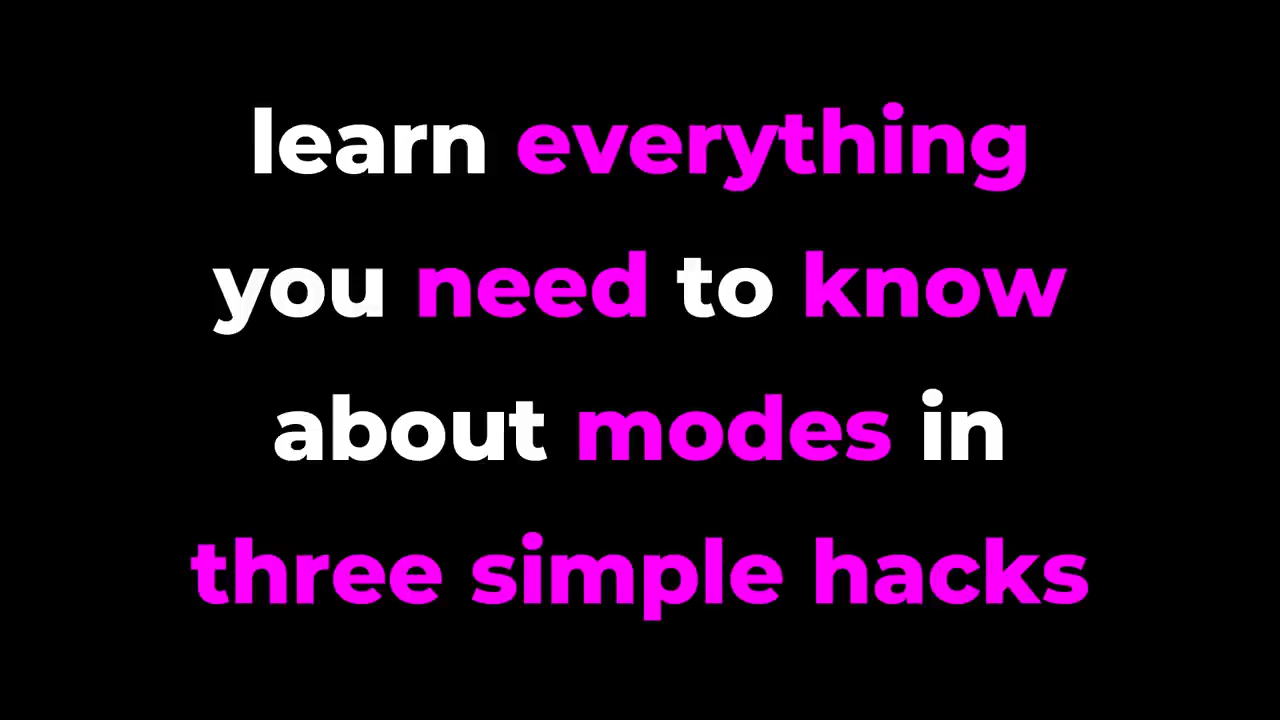 learn everything
you need to know
about modes in
three simple hacks